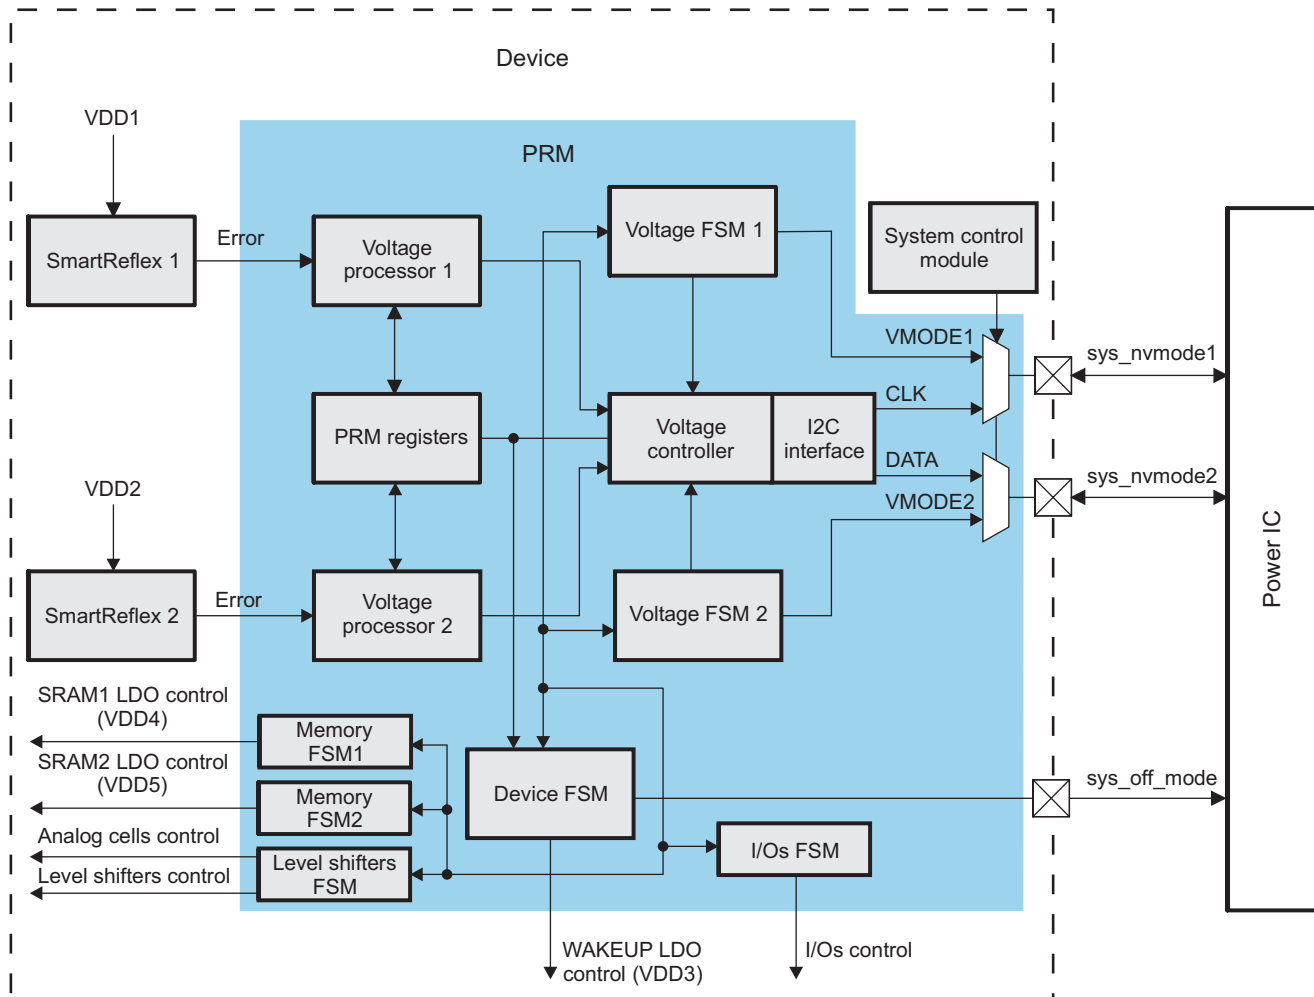 Device
VDD1
PRM
SmartReflex 1
Error
Voltage
processor 1
Voltage FSM 1
System control
module
VMODE1
sys_nvmode1
CLK
PRM registers
Voltage
controller
I2C
interface
DATA
VDD2
sys_nvmode2
VMODE2
Power IC
SmartReflex 2
Error
Voltage
processor 2
Voltage FSM 2
SRAM1 LDO control
(VDD4)
Memory
FSM1
SRAM2 LDO control
(VDD5)
Memory
FSM2
Device FSM
sys_off_mode
Analog cells control
Level shifters control
Level shifters
FSM
I/Os FSM
WAKEUP LDO
control (VDD3)
I/Os control